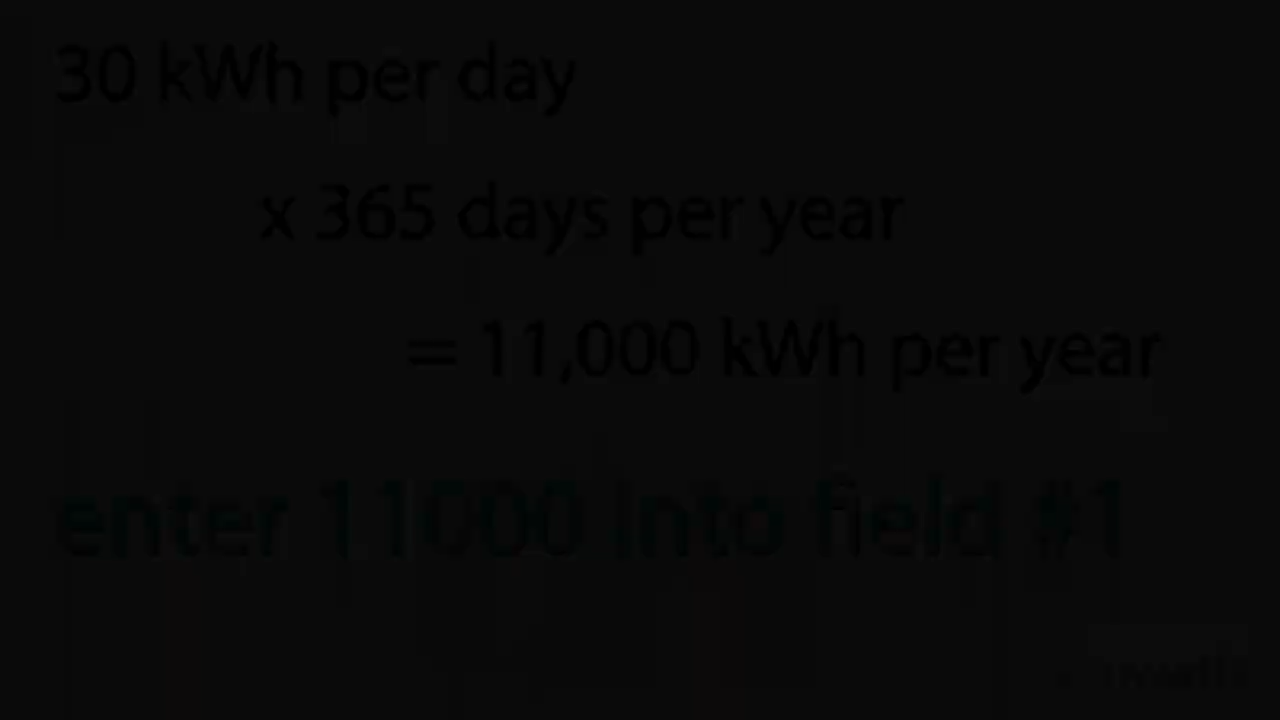 30 kWh per day
x 365 days per year
= 11,000 kWh per year
enter 11000 into field #1